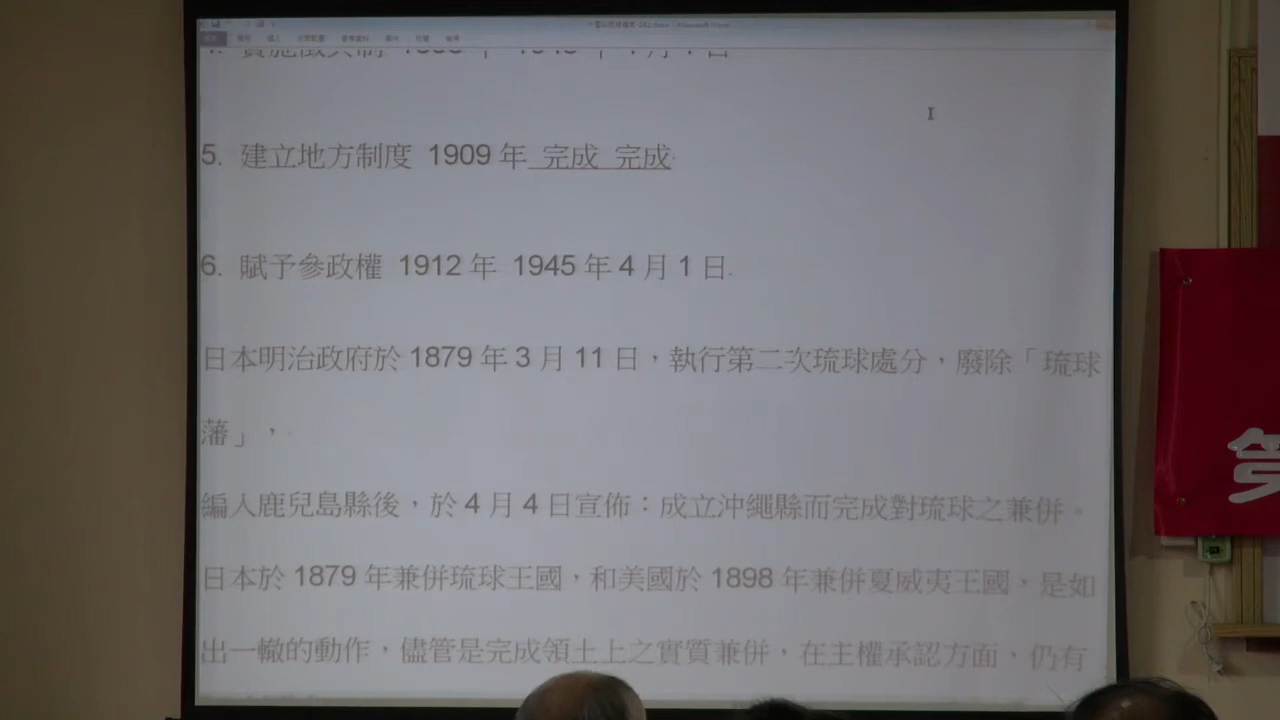 5. 建立地方制度 1909 年 完成 完成
6. 賦予參政權 1912 年 1945 年 4 月 1 日.
日本明治政府於 1879 年 3 月 11 日，執行第二次琉球處分，廢除「琉球
藩」，
編入鹿兒島縣後，於 4 月 4 日宣佈：成立沖繩縣而完成對琉球之兼併。
日本於 1879 年兼併琉球王國，和美國於 1898 年兼併夏威夷王國，是如
出一轍的動作，儘管是完成領土上之實質兼併，在主權承認方面，仍有
第